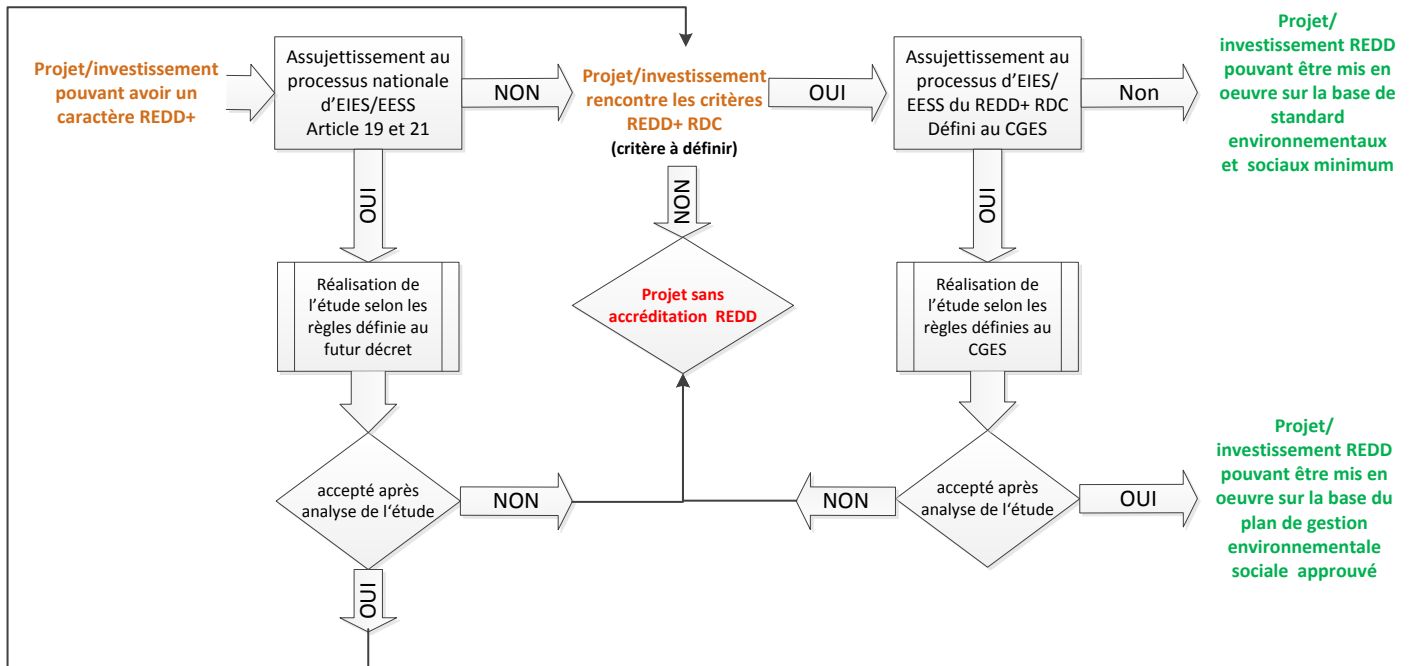 Projet/investissement
pouvant avoir un
caractère REDD+
Assujettissement au
processus nationale
d'EIES/EESS
Article 19 et 21
NON
Projet/investissement
rencontre les critères
REDD+ RDC
(critère à définir)
OUI
Assujettissement au
processus d'EIES/
EESS du REDD+ RDC
Défini au CGES
Non
Projet/
investissement REDD
pouvant être mis en
oeuvre sur la base de
standard
environnementaux
et sociaux minimum
OUI
NON
OUI
Réalisation de
l'étude selon les
règles définie au
futur décret
Projet sans
accréditation REDD
Réalisation de
l'étude selon les
règles définies au
CGES
accepté après
analyse de l'étude
NON
NON
accepté après
analyse de l'étude
OUI
Projet/
investissement REDD
pouvant être mis en
oeuvre sur la base du
plan de gestion
environnementale
sociale approuvé
OUI